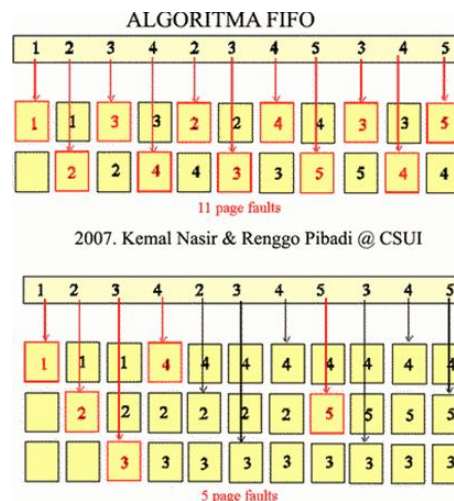 ALGORITMA FIFO
1 2 3 4 2 3 4 5 3 4 5
1 1 3 3 2 2 4 4 3 3 5
2 2 4 4 3 3 5 5 4 4
11 page faults
2007. Kemal Nasir & Renggo Pibadi @ CSUI
1 2 3 4 2 3 4 5 3 4 5
1 1 1 4 4 4 4 4 4 4 4
2 2 2 2 2 2 5 5 5 5
3 3 3 3 3 3 3 3 3
5 page faults